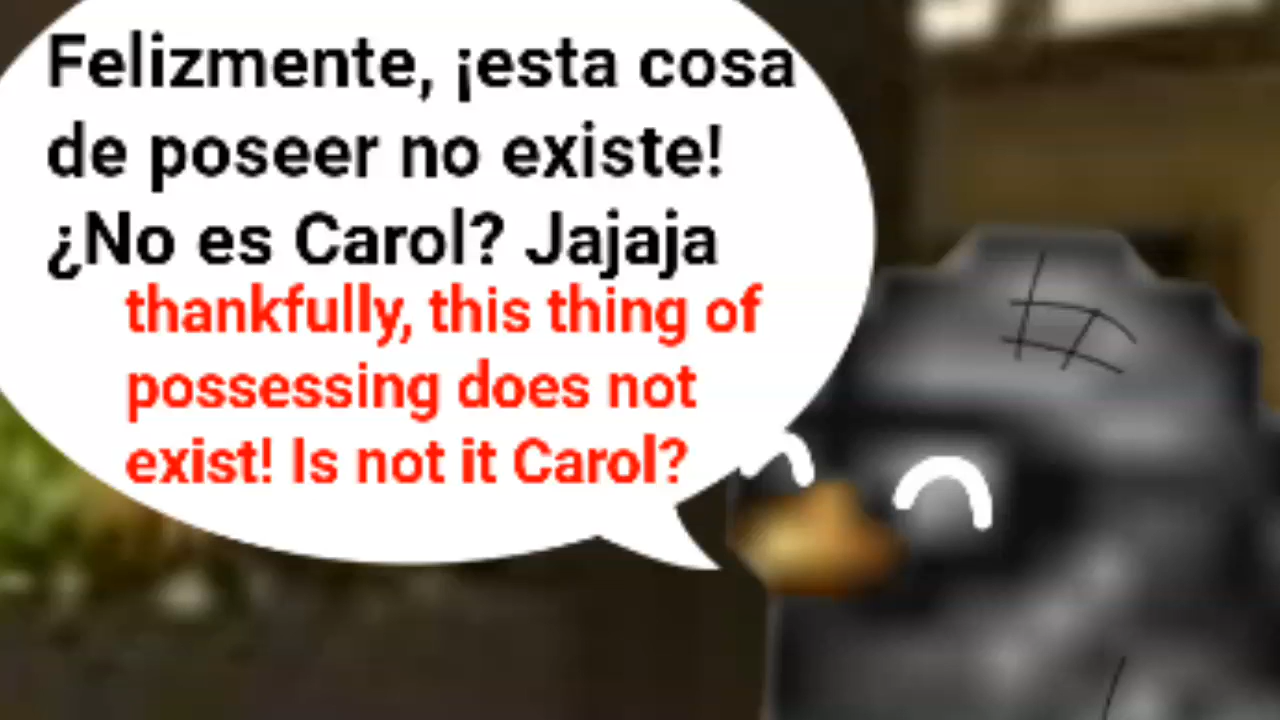 Felizmente, ¡esta cosa
de poseer no existe!
¿No es Carol? Jajaja
thankfully, this thing of
possessing does not
exist! Is not it Carol?